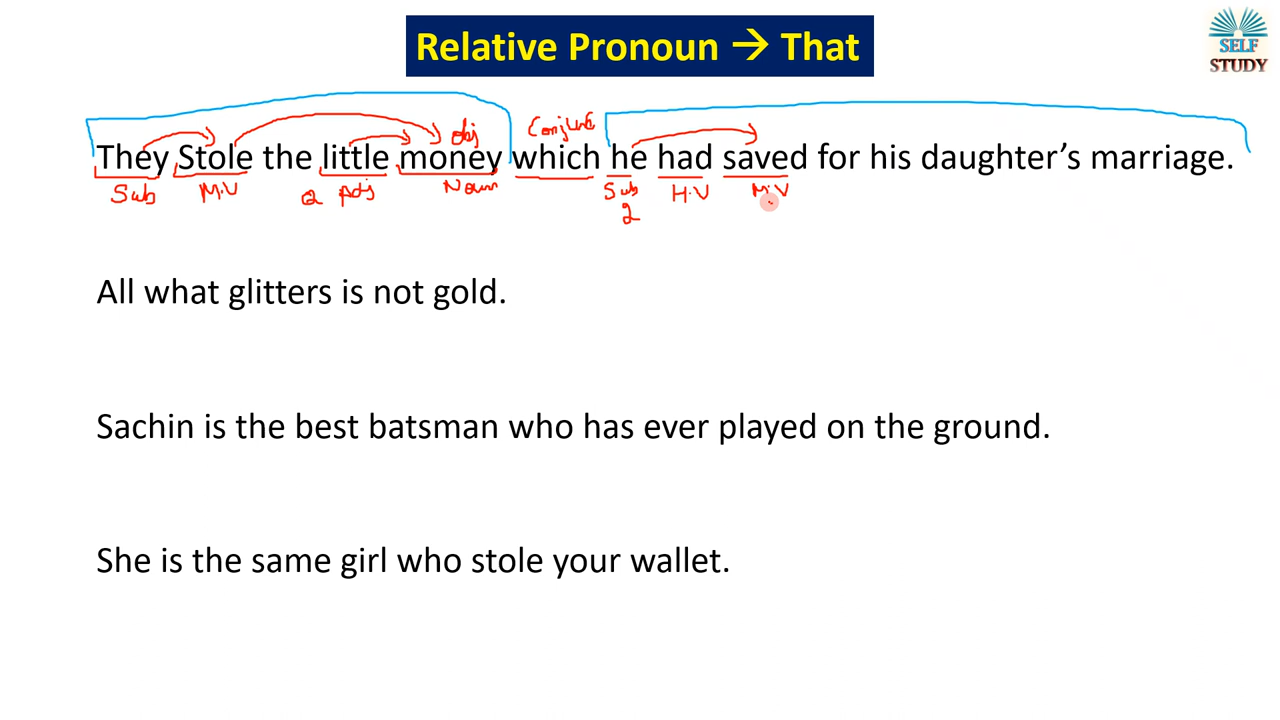 Relative Pronoun → That
SELF
STUDY
obj
They Stole the little money which he had saved for his daughter’s marriage.
Sub M.V Q Adj Noun Sub H.V M.V
2
All what glitters is not gold.
Sachin is the best batsman who has ever played on the ground.
She is the same girl who stole your wallet.